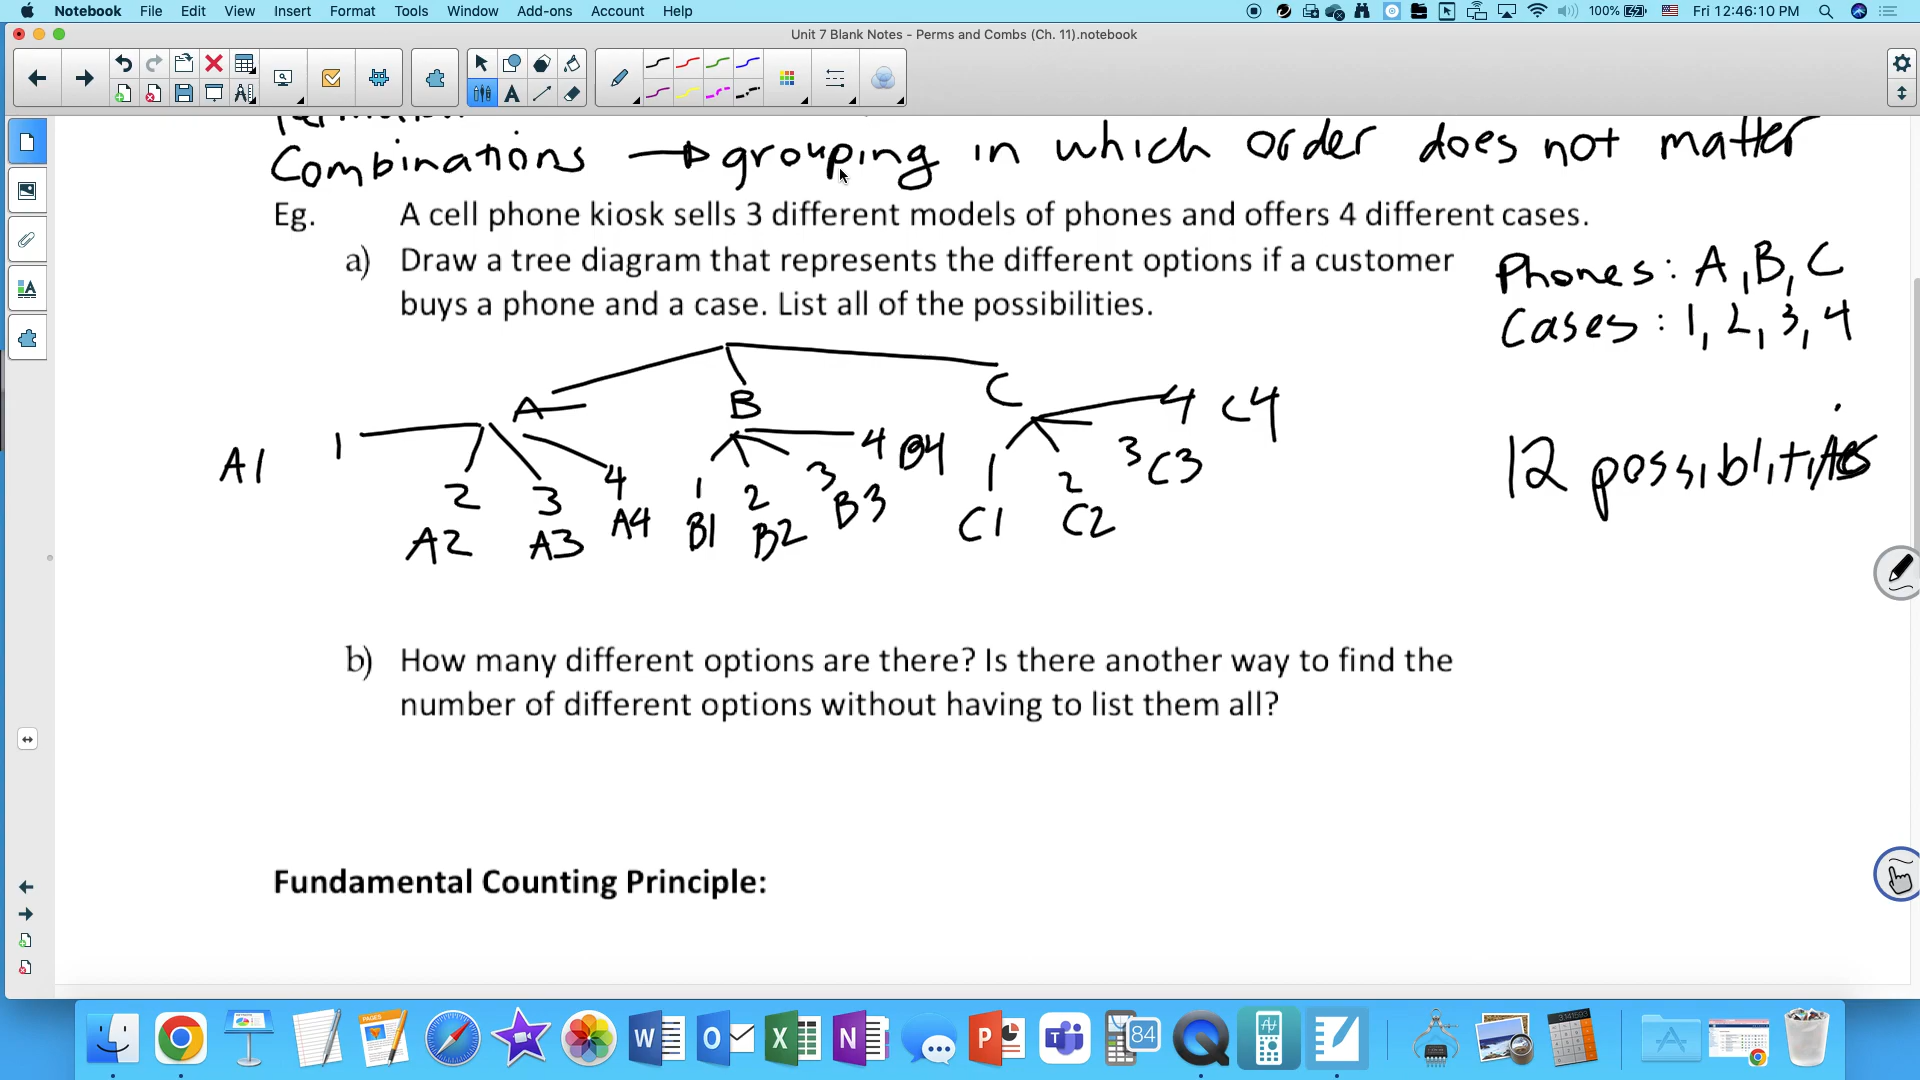 Notebook File Edit View Insert Format Tools Window Add-ons Account Help 100% Fri 12:46:10 PM
Unit 7 Blank Notes - Perms and Combs (Ch. 11).notebook
Combinations → grouping in which order does not matter
Eg. A cell phone kiosk sells 3 different models of phones and offers 4 different cases.
a) Draw a tree diagram that represents the different options if a customer
buys a phone and a case. List all of the possibilities.
Phones: A, B, C
Cases: 1, 2, 3, 4
A B C
1 2 3 4 1 2 3 4 1 2 3 4
A1 A2 A3 A4 B1 B2 B3 B4 C1 C2 C3 C4
12 possiblities
b) How many different options are there? Is there another way to find the
number of different options without having to list them all?
Fundamental Counting Principle:
PAGES
84
3.141593